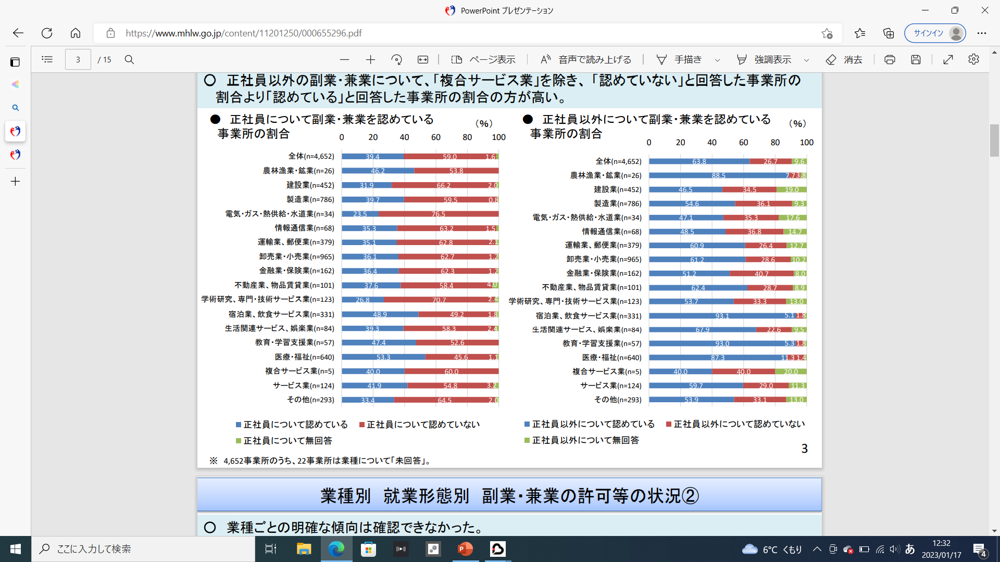 PowerPoint プレゼンテーション
https://www.mhlw.go.jp/content/11201250/000655296.pdf
サインイン
3 / 15
ページ表示
音声で読み上げる
手描き
強調表示
消去
〇 正社員以外の副業・兼業について、「複合サービス業」を除き、「認めていない」と回答した事業所の
割合より「認めている」と回答した事業所の割合の方が高い。
● 正社員について副業・兼業を認めている
事業所の割合
(%)
0 20 40 60 80 100
全体(n=4,652) 39.4 59.0 1.6
農林漁業・鉱業(n=26) 46.2 53.8
建設業(n=452) 31.9 66.2 2.0
製造業(n=786) 39.7 59.5 0.8
電気・ガス・熱供給・水道業(n=34) 23.5 76.5
情報通信業(n=68) 35.3 63.2 1.5
運輸業、郵便業(n=379) 35.1 62.8 2.1
卸売業・小売業(n=965) 36.1 62.7 1.2
金融業・保険業(n=162) 36.4 62.3 1.2
不動産業、物品賃貸業(n=101) 37.6 58.4 4.0
学術研究、専門・技術サービス業(n=123) 26.8 70.7 2.4
宿泊業、飲食サービス業(n=331) 48.9 49.2 1.8
生活関連サービス、娯楽業(n=84) 39.3 58.3 2.4
教育・学習支援業(n=57) 47.4 52.6
医療・福祉(n=640) 53.3 45.6 1.1
複合サービス業(n=5) 40.0 60.0
サービス業(n=124) 41.9 54.8 3.2
その他(n=293) 33.4 64.5 2.0
正社員について認めている 正社員について認めていない
正社員について無回答
● 正社員以外について副業・兼業を認めている
事業所の割合
(%)
0 20 40 60 80 100
全体(n=4,652) 63.8 26.7 9.6
農林漁業・鉱業(n=26) 88.5 7.7 3.8
建設業(n=452) 46.5 34.5 19.0
製造業(n=786) 54.6 36.1 9.3
電気・ガス・熱供給・水道業(n=34) 47.1 35.3 17.6
情報通信業(n=68) 48.5 36.8 14.7
運輸業、郵便業(n=379) 60.9 26.4 12.7
卸売業・小売業(n=965) 61.2 28.6 10.2
金融業・保険業(n=162) 51.2 40.7 8.0
不動産業、物品賃貸業(n=101) 62.4 28.7 8.9
学術研究、専門・技術サービス業(n=123) 53.7 33.3 13.0
宿泊業、飲食サービス業(n=331) 93.1 5.1 1.8
生活関連サービス、娯楽業(n=84) 67.9 22.6 9.5
教育・学習支援業(n=57) 93.0 5.3 1.8
医療・福祉(n=640) 87.3 11.3 1.4
複合サービス業(n=5) 40.0 40.0 20.0
サービス業(n=124) 59.7 29.0 11.3
その他(n=293) 53.9 33.1 13.0
正社員以外について認めている 正社員以外について認めていない
正社員以外について無回答
3
※ 4,652事業所のうち、22事業所は業種について「未回答」。
業種別 就業形態別 副業・兼業の許可等の状況②
〇 業種ごとの明確な傾向は確認できなかった。
ここに入力して検索
6°C くもり
あ
12:32
2023/01/17
4